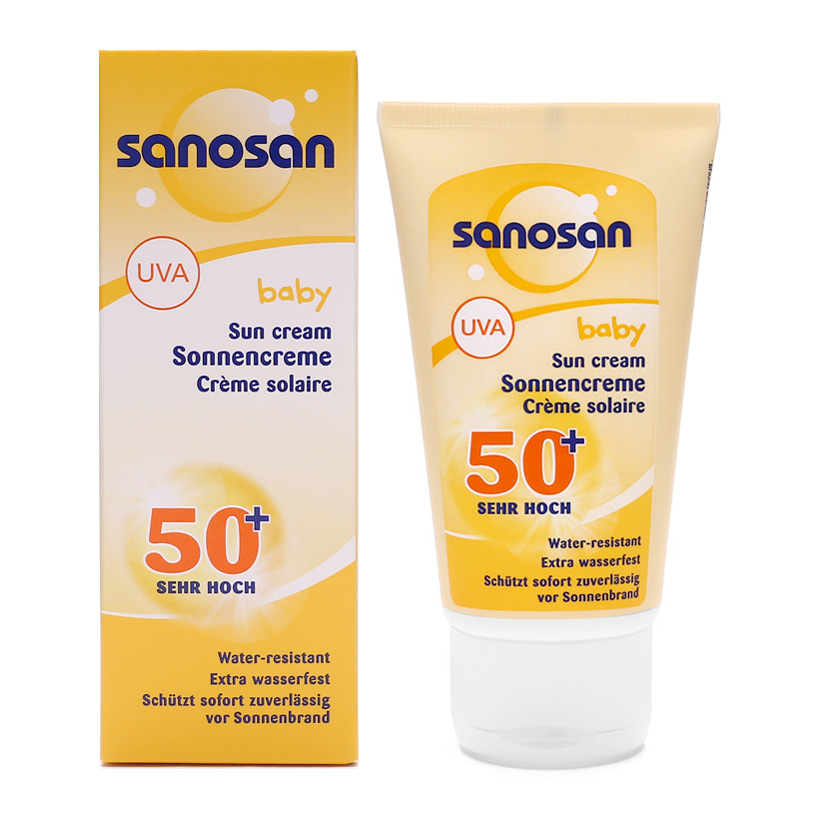 sanosan
UVA
baby
Sun cream
Sonnencreme
Crème solaire
50+
SEHR HOCH
Water-resistant
Extra wasserfest
Schützt sofort zuverlässig
vor Sonnenbrand
sanosan
UVA
baby
Sun cream
Sonnencreme
Crème solaire
50+
SEHR HOCH
Water-resistant
Extra wasserfest
Schützt sofort zuverlässig
vor Sonnenbrand